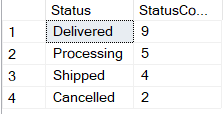 Status StatusCo...
1 Delivered 9
2 Processing 5
3 Shipped 4
4 Cancelled 2